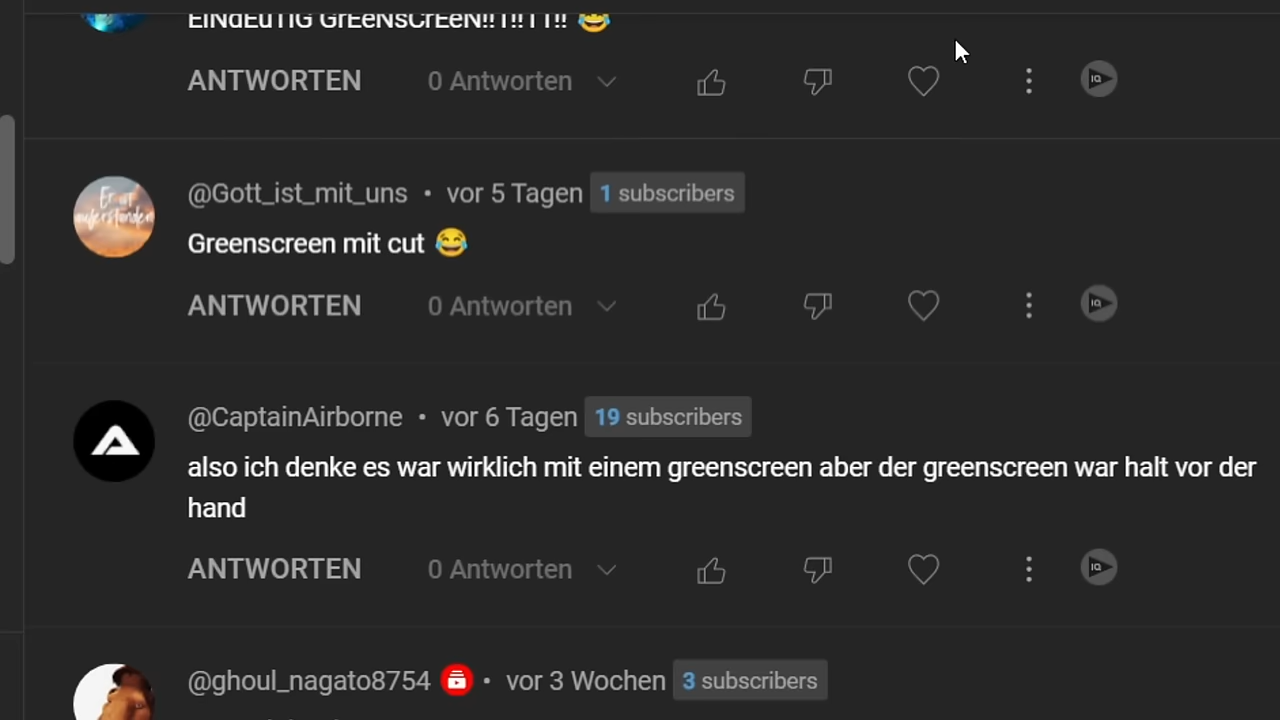 EiNdEuTiG GrEeNsCrEeN!!1!!11!! 😂
ANTWORTEN 0 Antworten
@Gott_ist_mit_uns • vor 5 Tagen 1 subscribers
Greenscreen mit cut 😂
ANTWORTEN 0 Antworten
@CaptainAirborne • vor 6 Tagen 19 subscribers
also ich denke es war wirklich mit einem greenscreen aber der greenscreen war halt vor der
hand
ANTWORTEN 0 Antworten
@ghoul_nagato8754 • vor 3 Wochen 3 subscribers